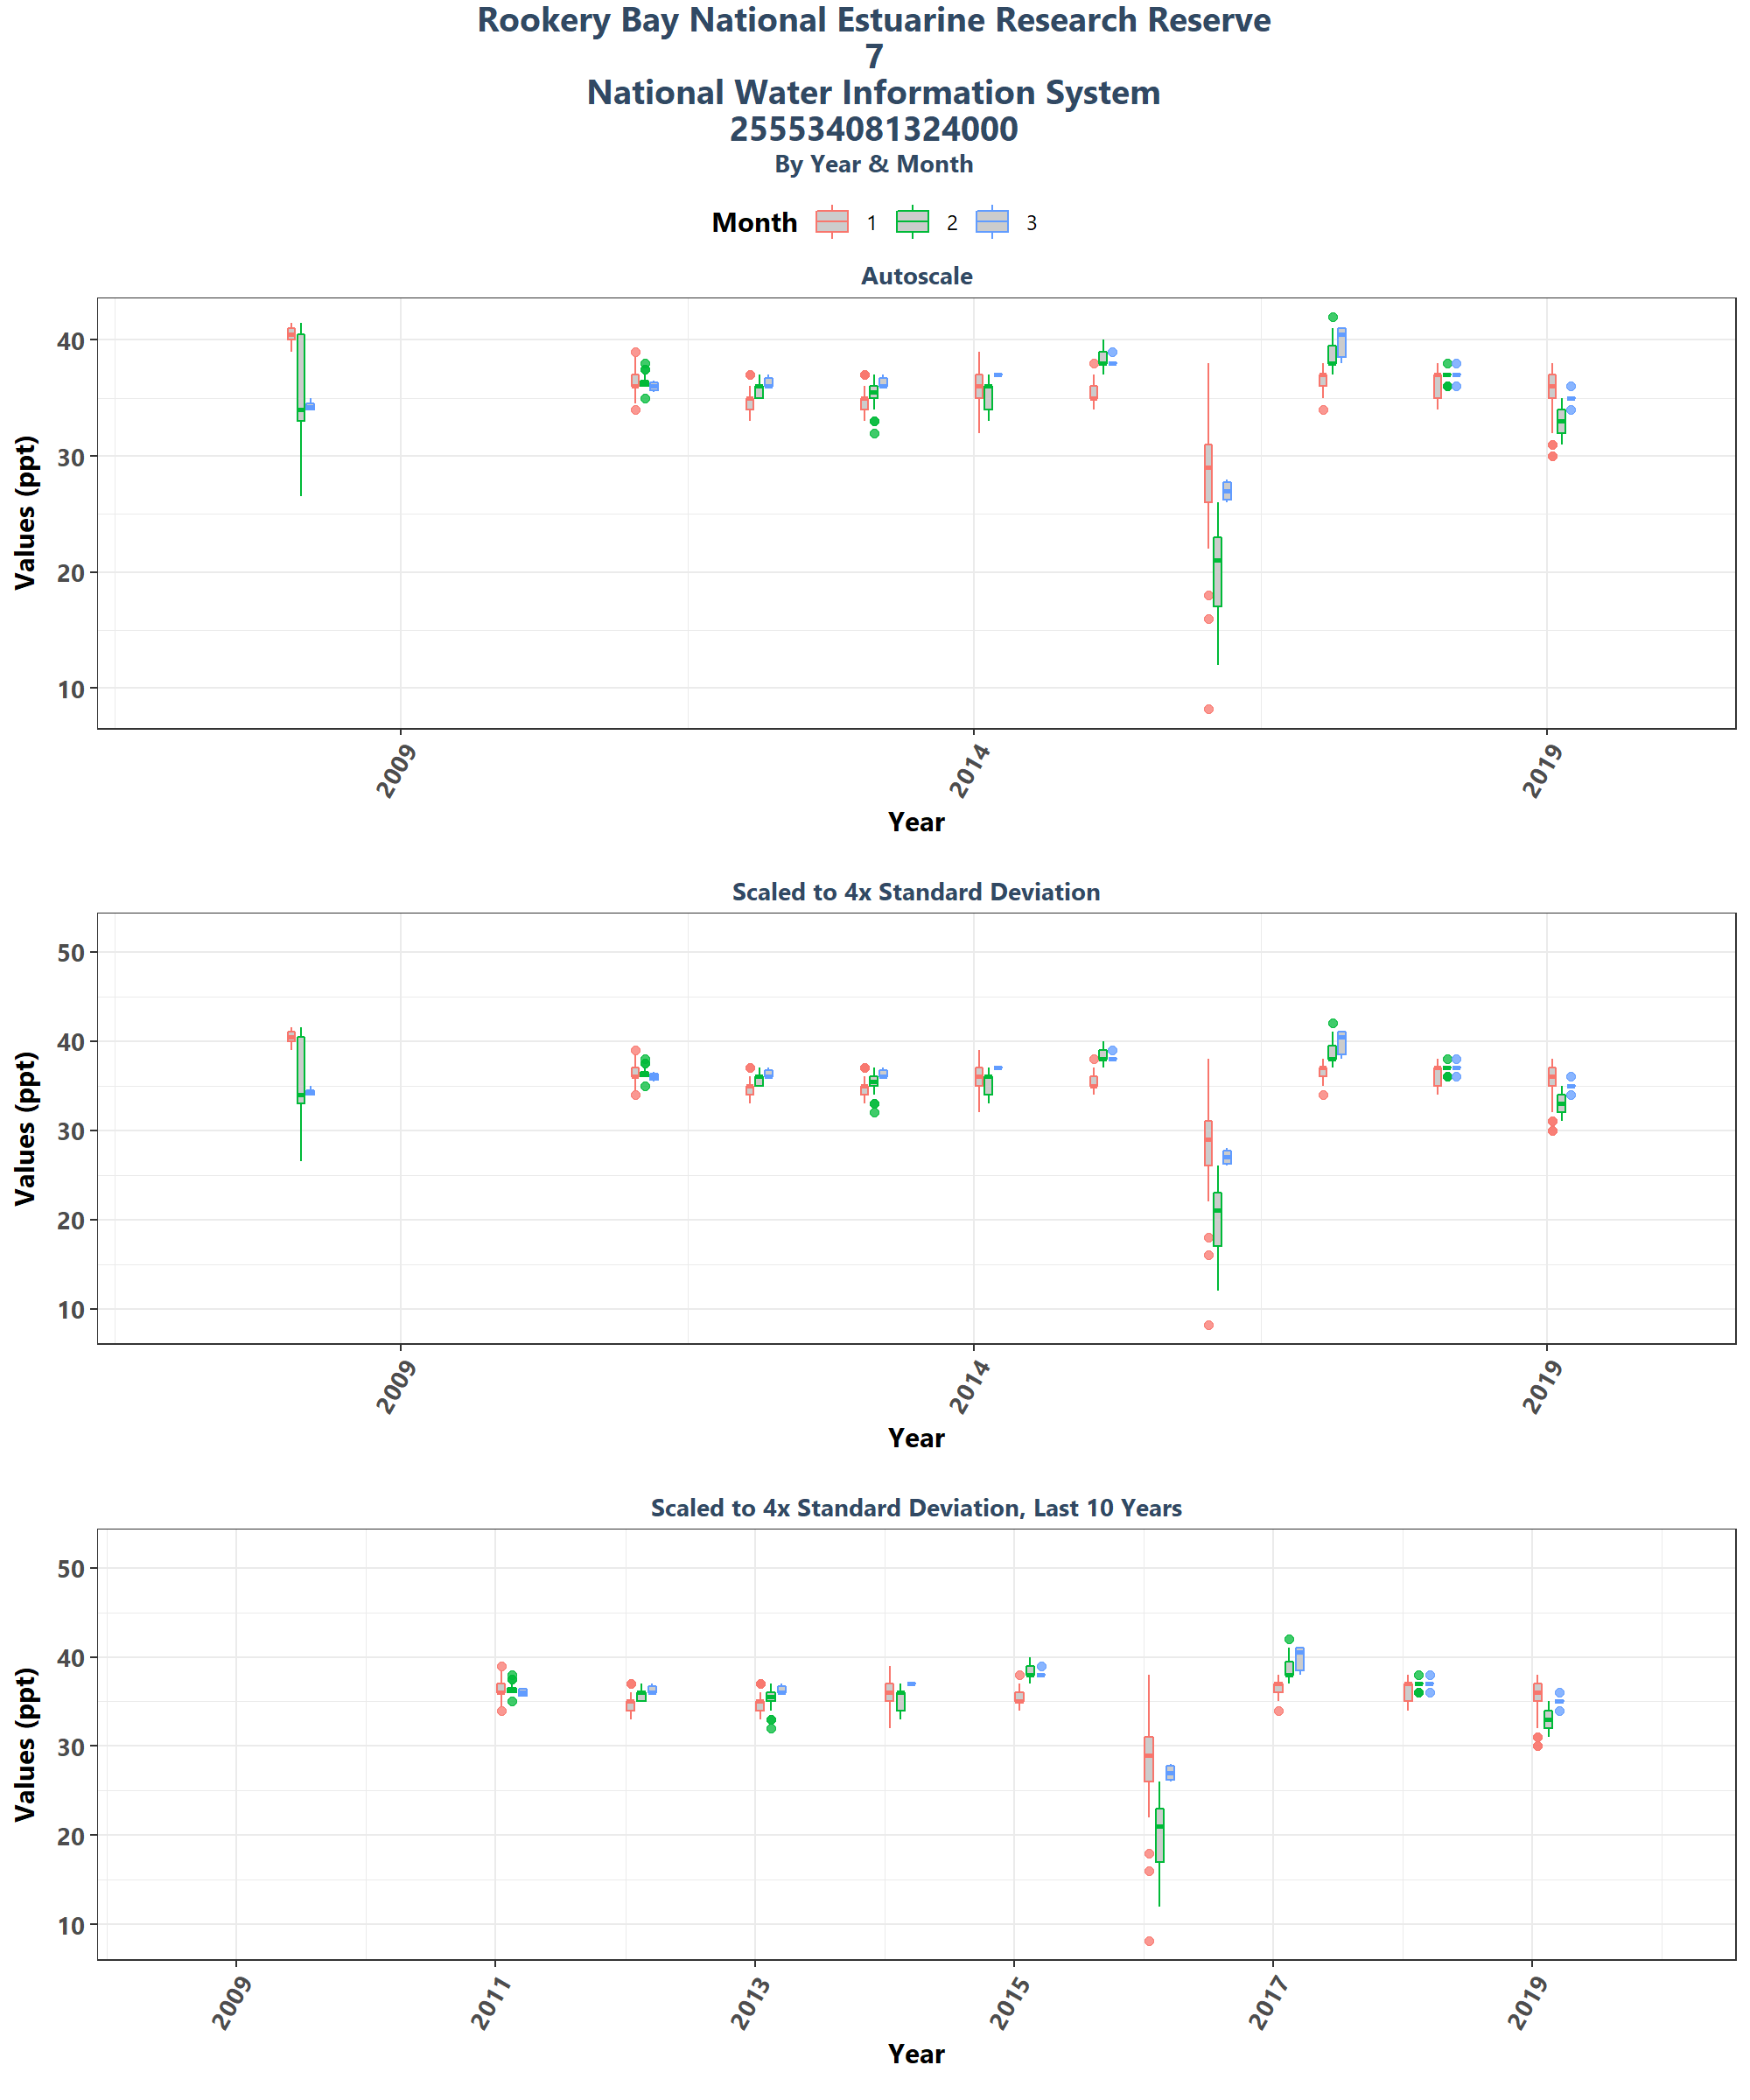 Rookery Bay National Estuarine Research Reserve
7
National Water Information System
255534081324000
By Year & Month
Month 1 2 3
Autoscale
Values (ppt)
40
30
20
10
2009 2014 2019
Year
Scaled to 4x Standard Deviation
Values (ppt)
50
40
30
20
10
2009 2014 2019
Year
Scaled to 4x Standard Deviation, Last 10 Years
Values (ppt)
50
40
30
20
10
2009 2011 2013 2015 2017 2019
Year